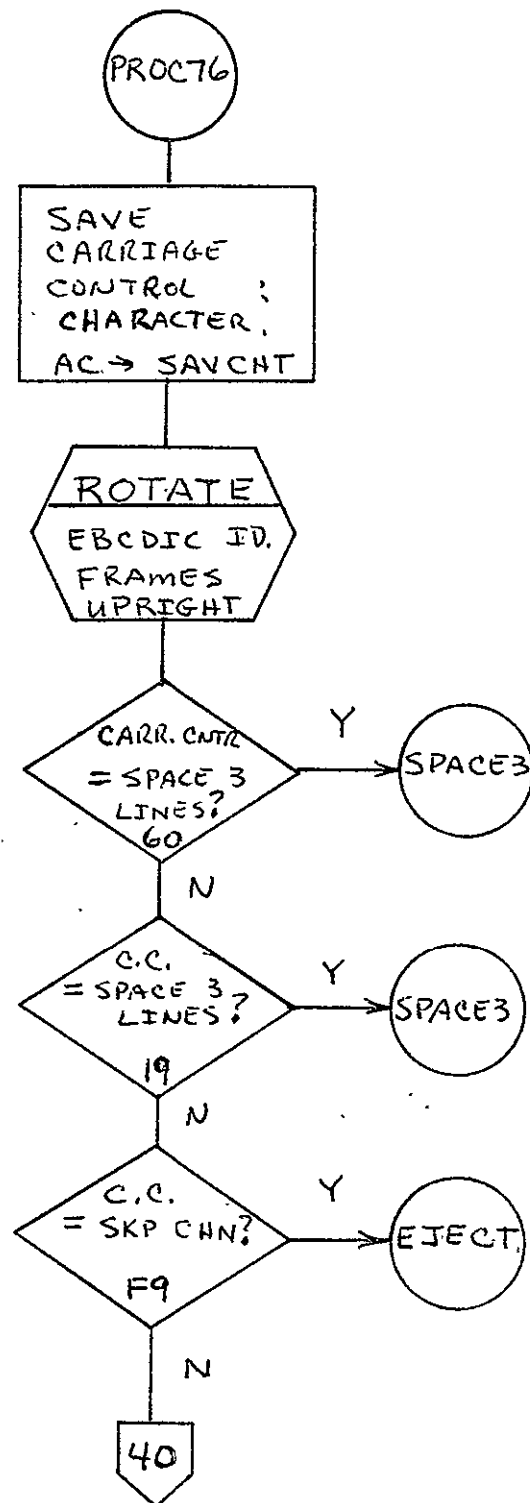 PROC76
SAVE
CARRIAGE
CONTROL :
CHARACTER.
AC. → SAVCHT
ROTATE
EBCDIC ID.
FRAMES
UPRIGHT
CARR. CNTR
= SPACE 3
LINES?
60
Y
SPACE3
N
C.C.
= SPACE 3
LINES?
19
Y
SPACE3
N
C.C.
= SKP CHN?
F9
Y
EJECT.
N
40